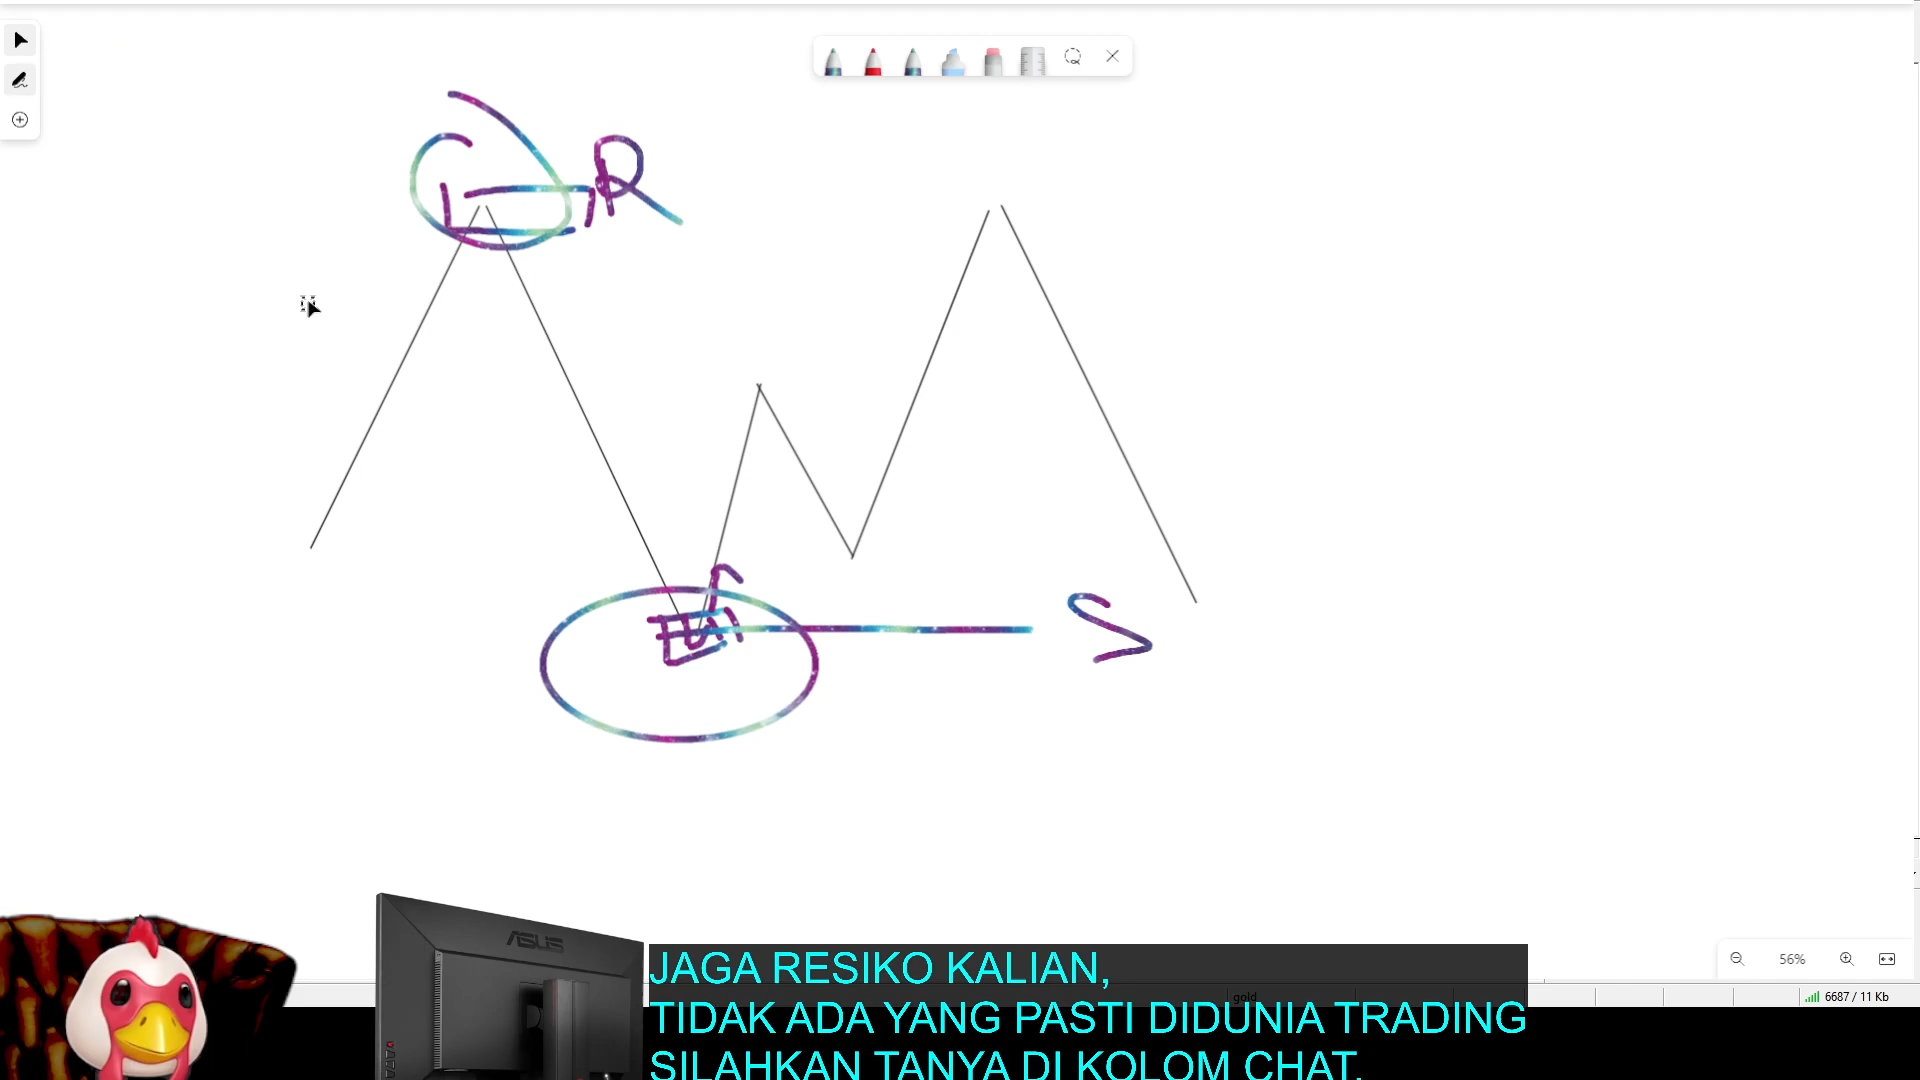 R
S
ASUS
56%
gold
6687 / 11 Kb
JAGA RESIKO KALIAN,
TIDAK ADA YANG PASTI DIDUNIA TRADING
SILAHKAN TANYA DI KOLOM CHAT,